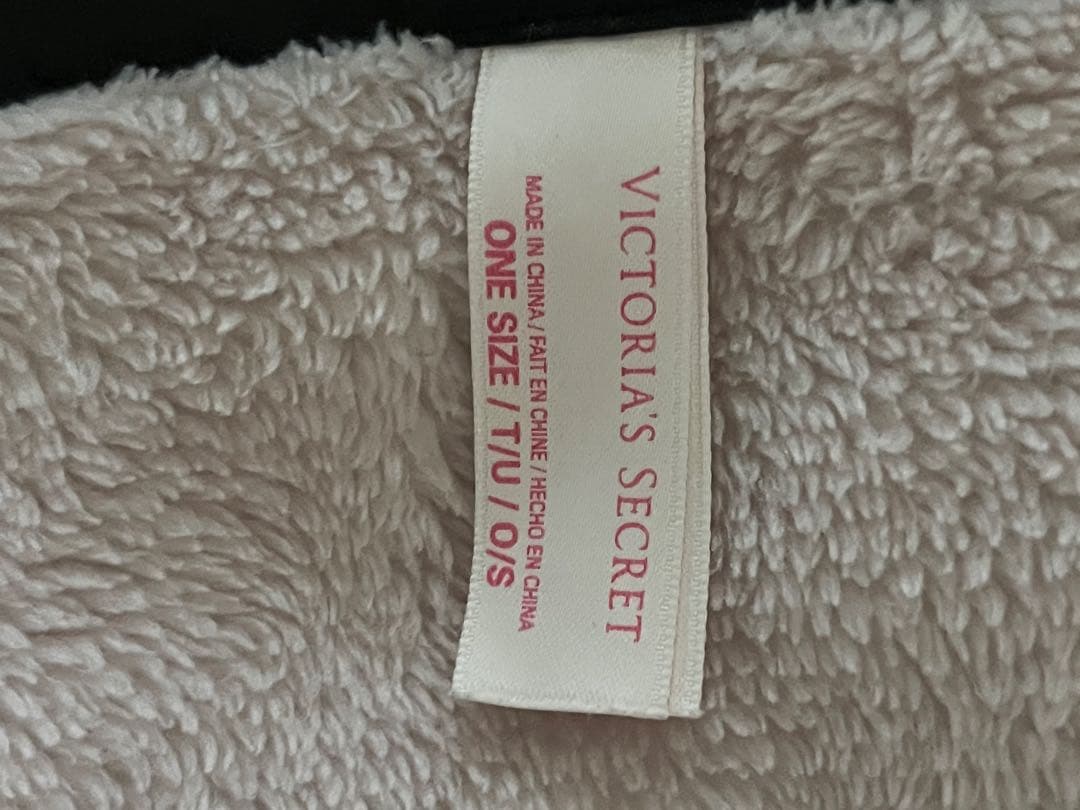 VICTORIA'S SECRET
MADE IN CHINA / FAIT EN CHINE / HECHO EN CHINA
ONE SIZE / T/U / O/S